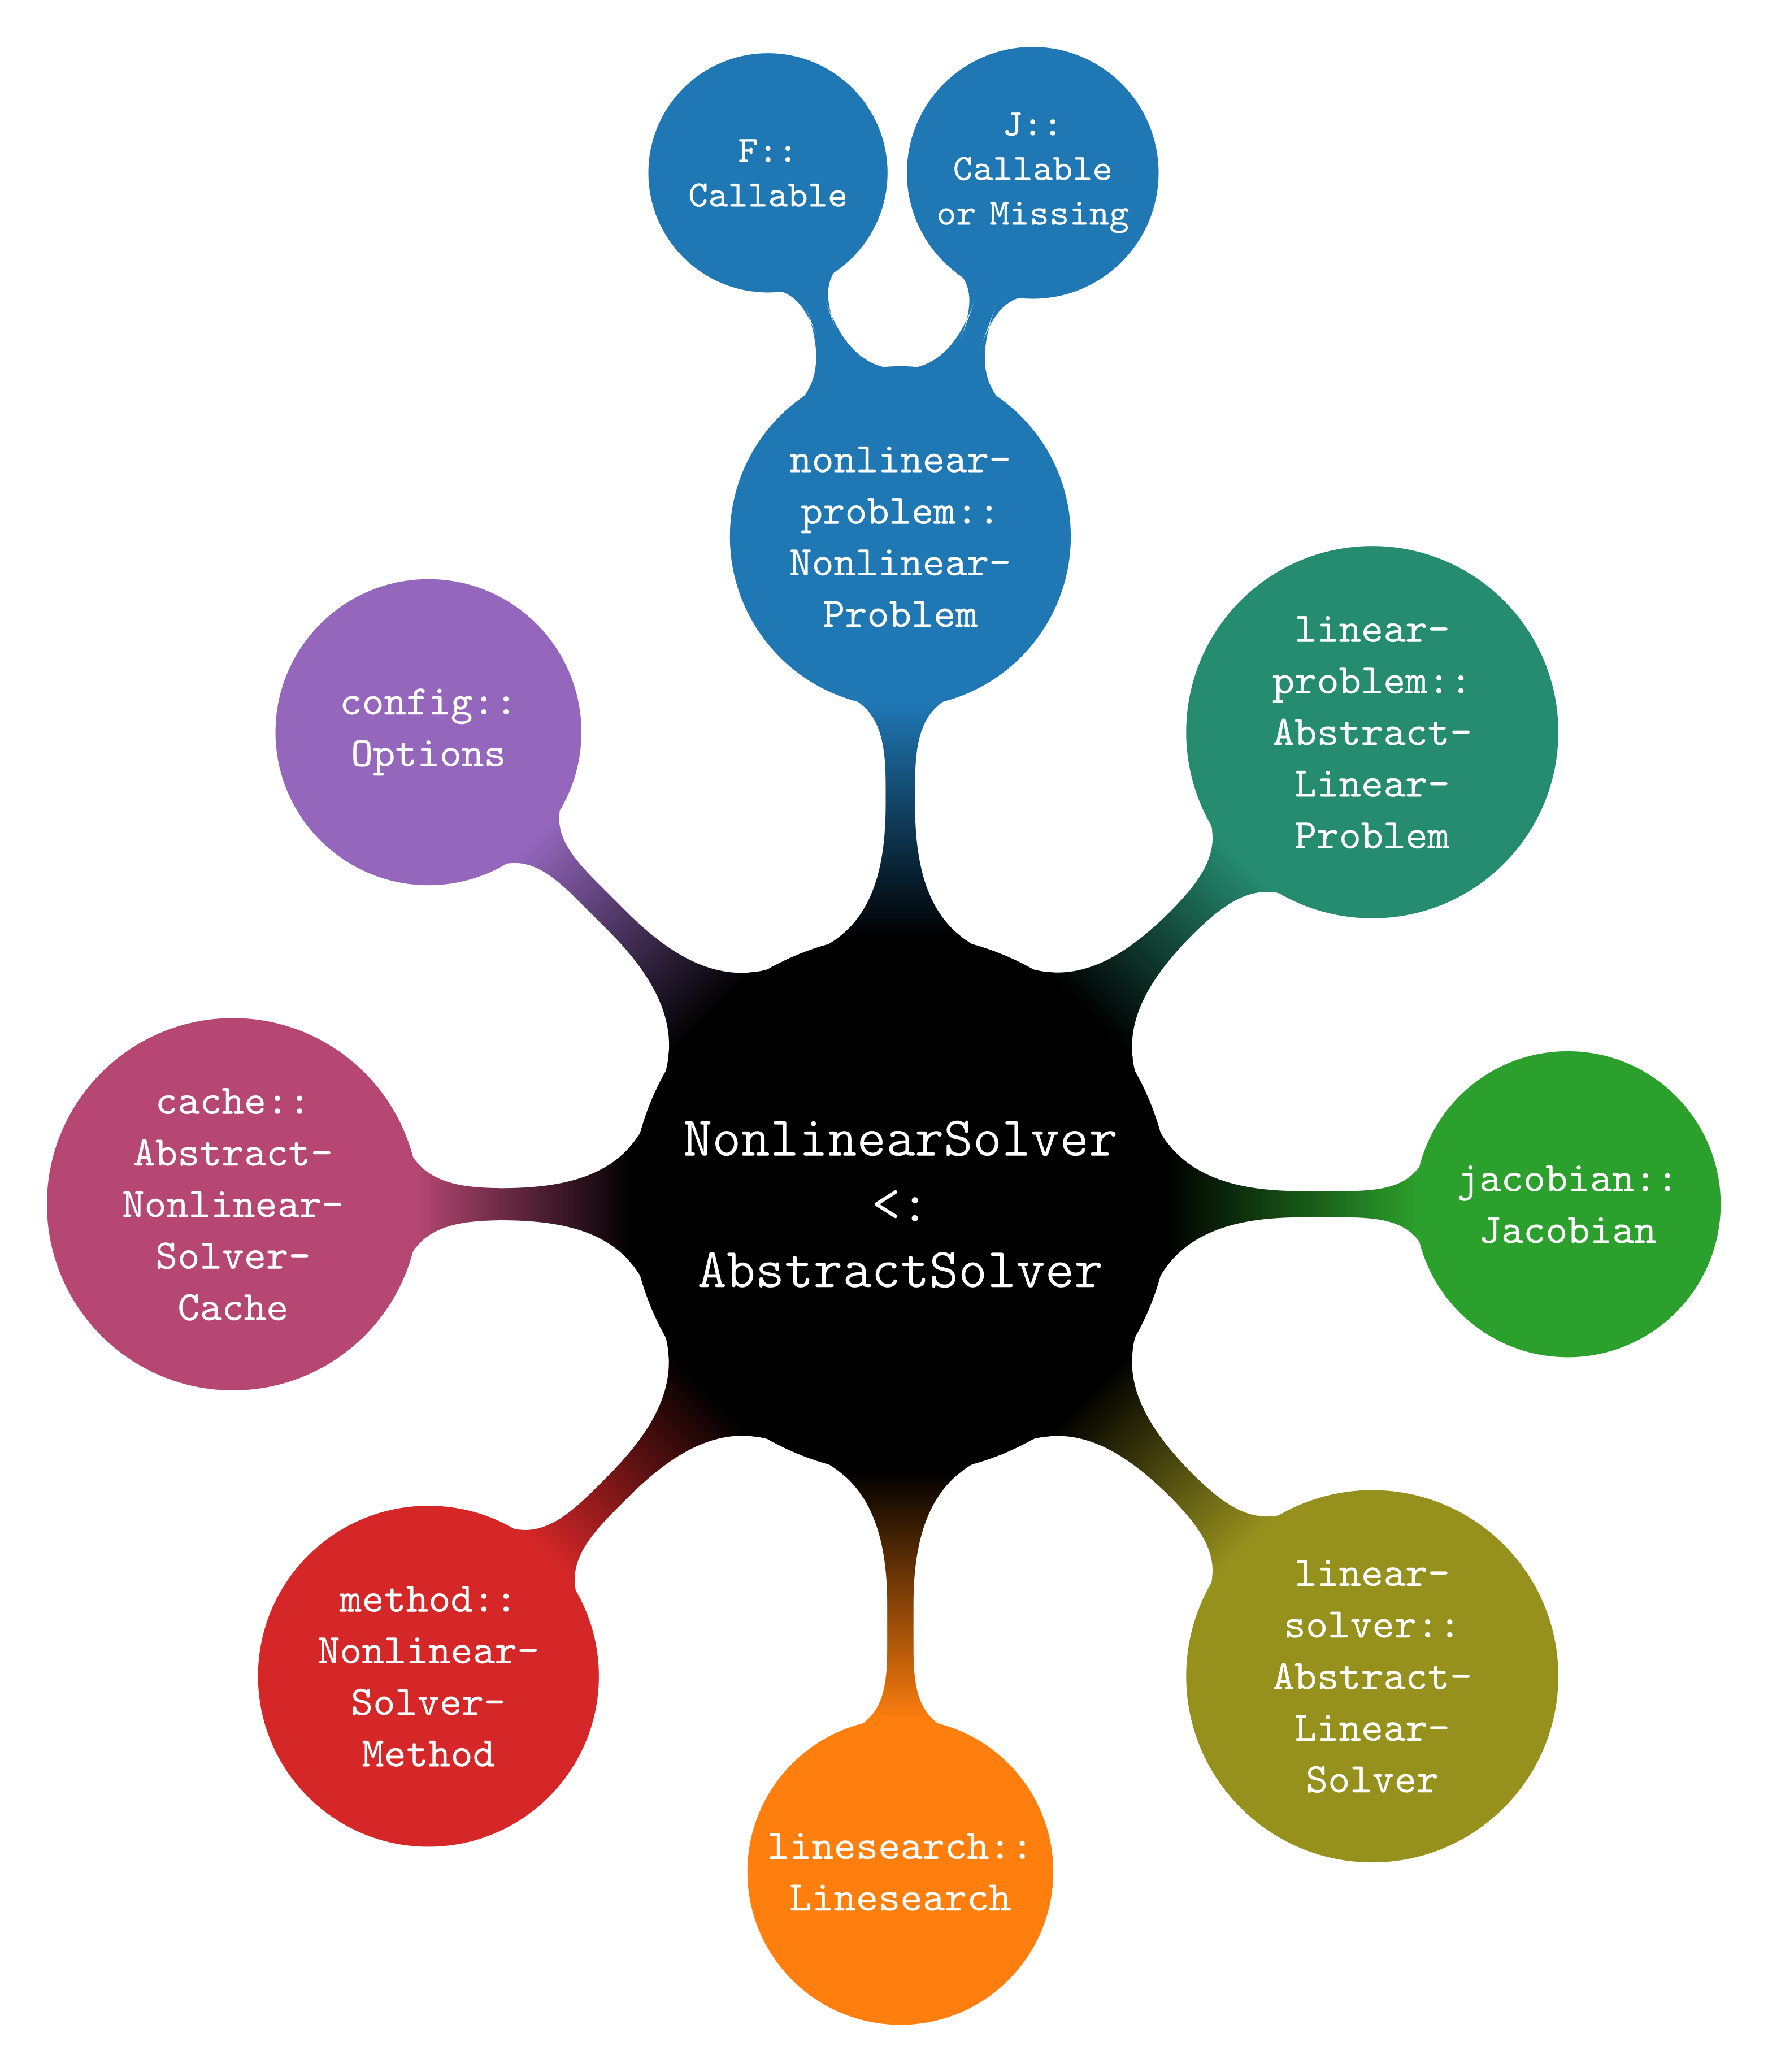 F::
Callable
J::
Callable
or Missing
nonlinear-
problem::
Nonlinear-
Problem
linear-
problem::
Abstract-
Linear-
Problem
config::
Options
cache::
Abstract-
Nonlinear-
Solver-
Cache
NonlinearSolver
<:
AbstractSolver
jacobian::
Jacobian
method::
Nonlinear-
Solver-
Method
linear-
solver::
Abstract-
Linear-
Solver
linesearch::
Linesearch